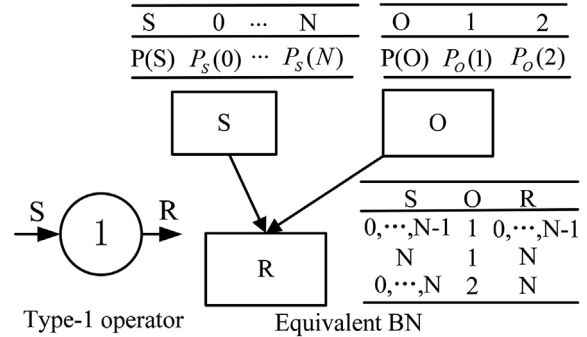 S 0 ... N
P(S) P_s(0) ... P_s(N)
O 1 2
P(O) P_o(1) P_o(2)
S
O
S O R
0,...,N-1 1 0,...,N-1
N 1 N
0,...,N 2 N
S
1
R
R
Type-1 operator
Equivalent BN